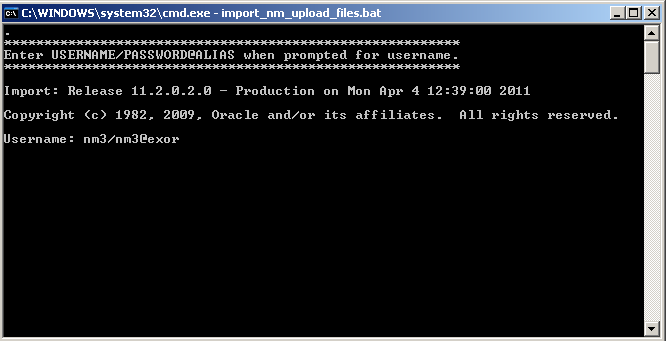 C:\WINDOWS\system32\cmd.exe - import_nm_upload_files.bat
.
*********************************************************
Enter USERNAME/PASSWORD@ALIAS when prompted for username.
*********************************************************
Import: Release 11.2.0.2.0 - Production on Mon Apr 4 12:39:00 2011
Copyright (c) 1982, 2009, Oracle and/or its affiliates.  All rights reserved.
Username: nm3/nm3@exor